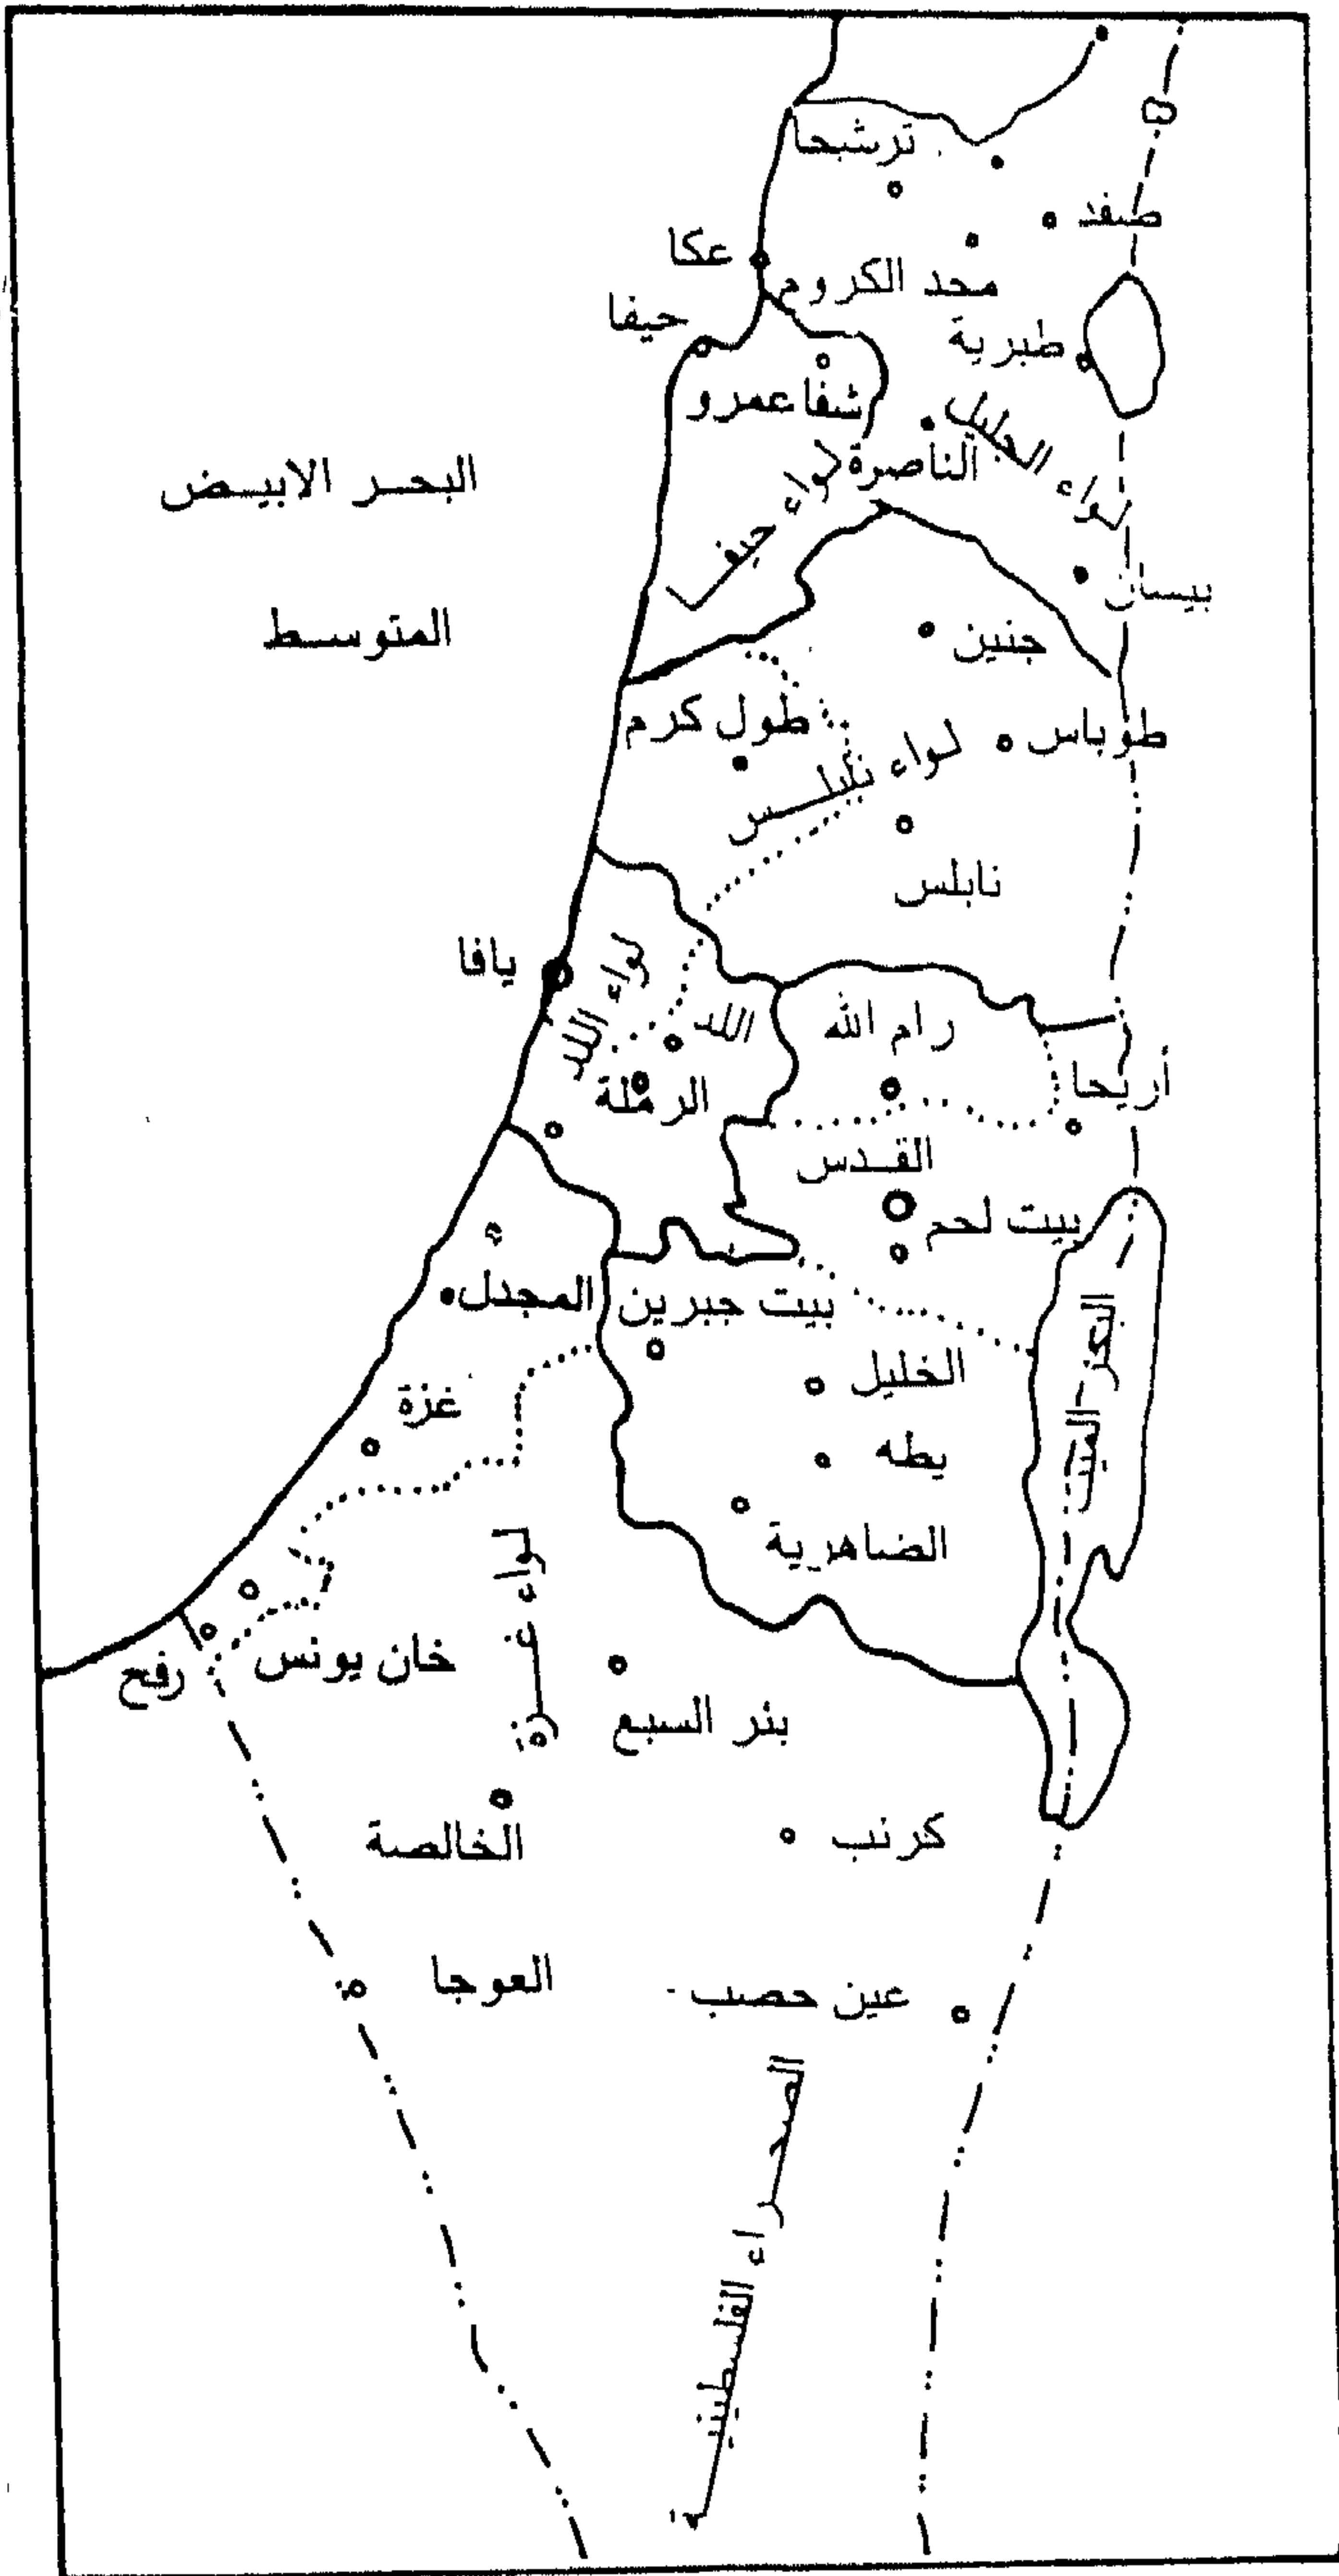 ترشيحا
صفد
عكا
مجد الكروم
حيفا
طبرية
شفا عمرو
لواء الجليل
الناصرة
البحر الابيض
المتوسط
لواء حيفا
بيسان
جنين
طول كرم
طوباس
لواء نابلس
نابلس
يافا
لواء اللد
اللد
رام الله
الرملة
أريحا
القدس
بيت لحم
المجدل
بيت جبرين
البحر الميت
الخليل
غزة
يطه
الضاهرية
لواء غزة
خان يونس
رفح
بئر السبع
الخالصة
كرنب
العوجا
عين حصب
الصحراء الفلسطينية